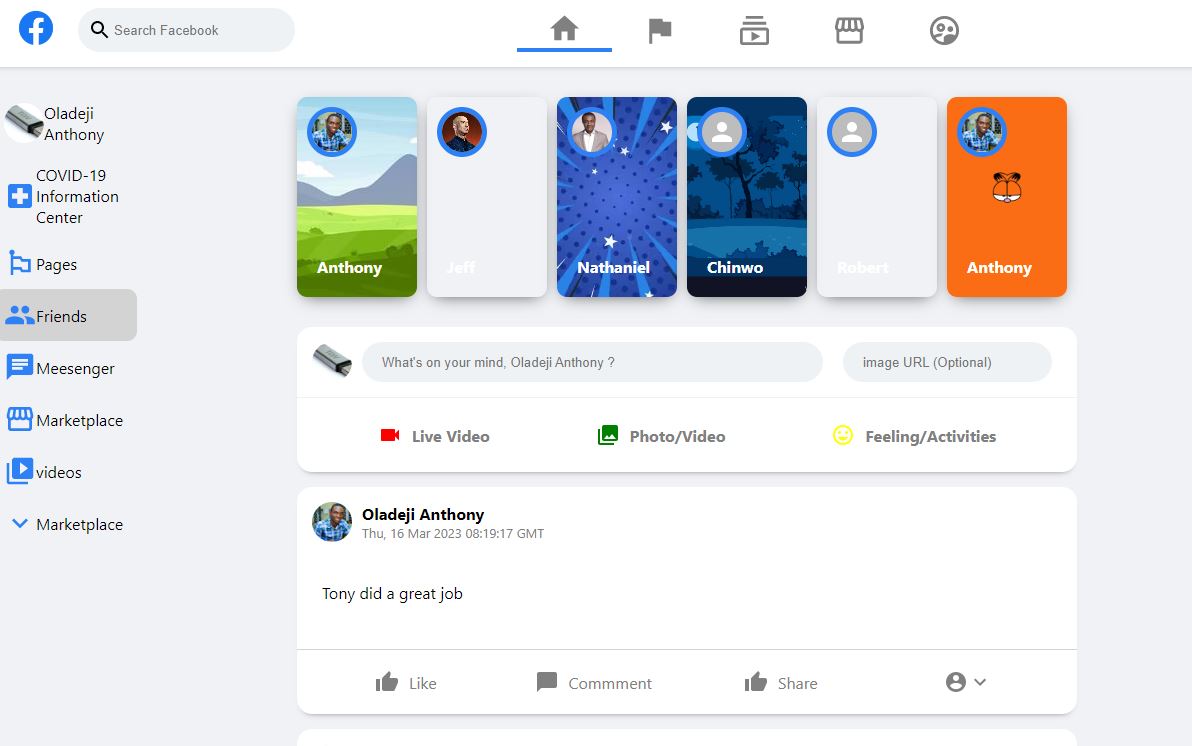 Search Facebook
Oladeji
Anthony
COVID-19
Information
Center
Pages
Friends
Meesenger
Marketplace
videos
Marketplace
Anthony
Jeff
Nathaniel
Chinwo
Robert
Anthony
What's on your mind, Oladeji Anthony ?
image URL (Optional)
Live Video
Photo/Video
Feeling/Activities
Oladeji Anthony
Thu, 16 Mar 2023 08:19:17 GMT
Tony did a great job
Like
Commment
Share